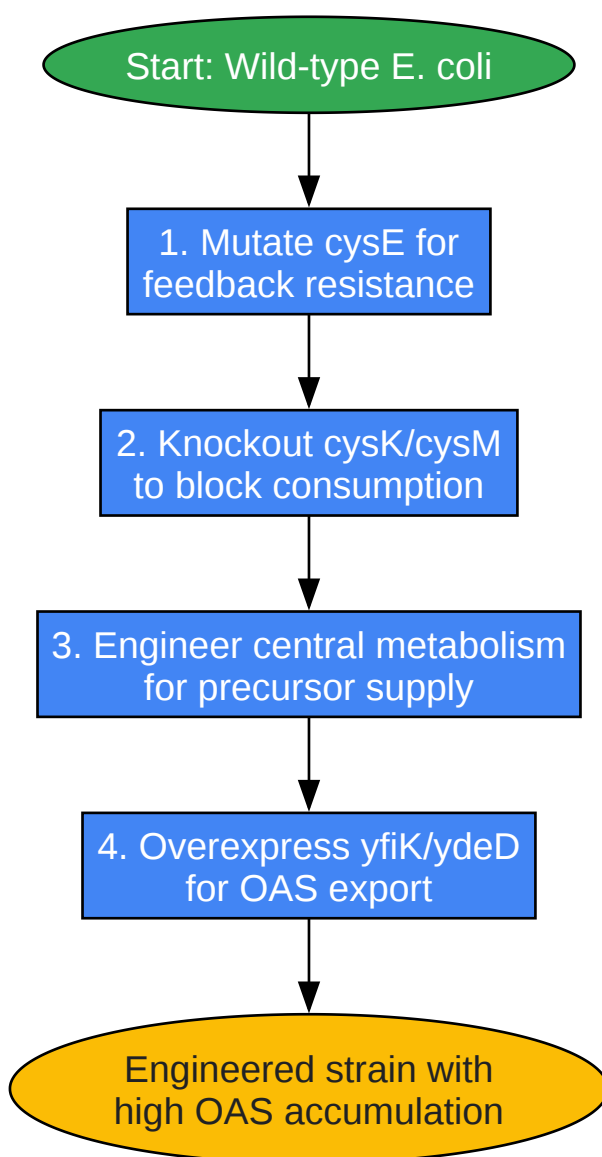 Start: Wild-type E. coli
1. Mutate cysE for
feedback resistance
2. Knockout cysK/cysM
to block consumption
3. Engineer central metabolism
for precursor supply
4. Overexpress yfiK/ydeD
for OAS export
Engineered strain with
high OAS accumulation